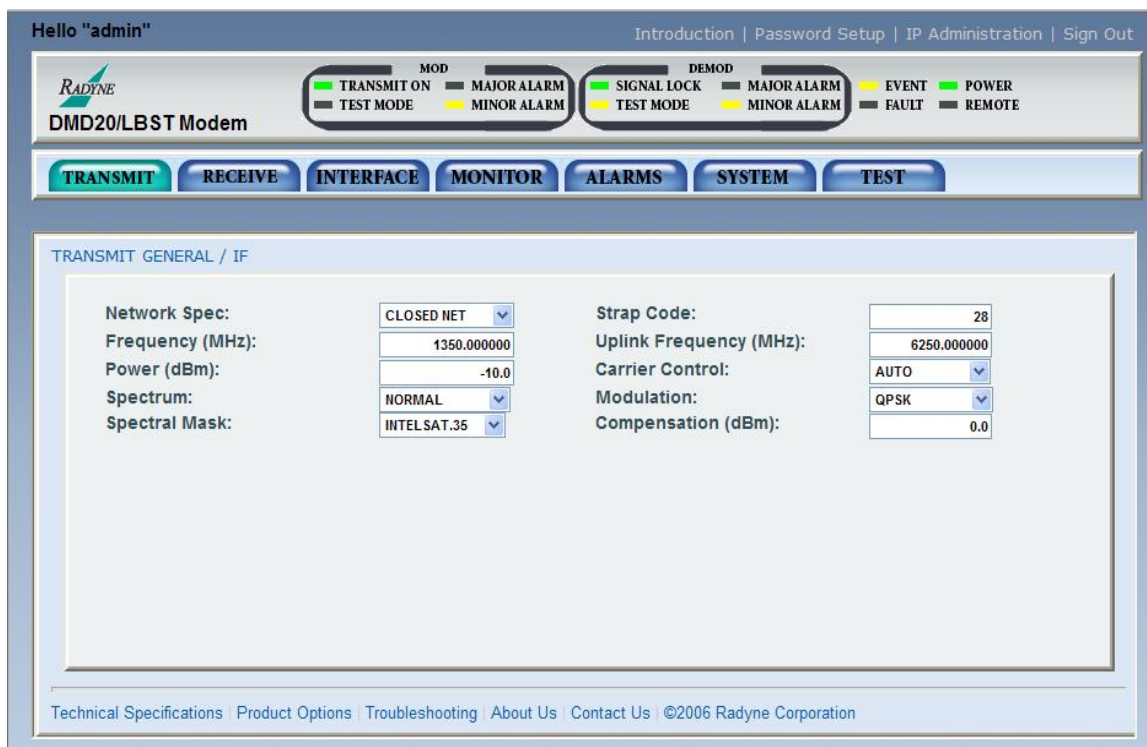 Hello "admin"
Introduction | Password Setup | IP Administration | Sign Out
RADYNE
DMD20/LBST Modem
MOD
TRANSMIT ON MAJOR ALARM
TEST MODE MINOR ALARM
DEMOD
SIGNAL LOCK MAJOR ALARM
TEST MODE MINOR ALARM
EVENT POWER
FAULT REMOTE
TRANSMIT RECEIVE INTERFACE MONITOR ALARMS SYSTEM TEST
TRANSMIT GENERAL / IF
Network Spec: CLOSED NET Strap Code: 28
Frequency (MHz): 1350.000000 Uplink Frequency (MHz): 6250.000000
Power (dBm): -10.0 Carrier Control: AUTO
Spectrum: NORMAL Modulation: QPSK
Spectral Mask: INTELSAT.35 Compensation (dBm): 0.0
Technical Specifications | Product Options | Troubleshooting | About Us | Contact Us | ©2006 Radyne Corporation